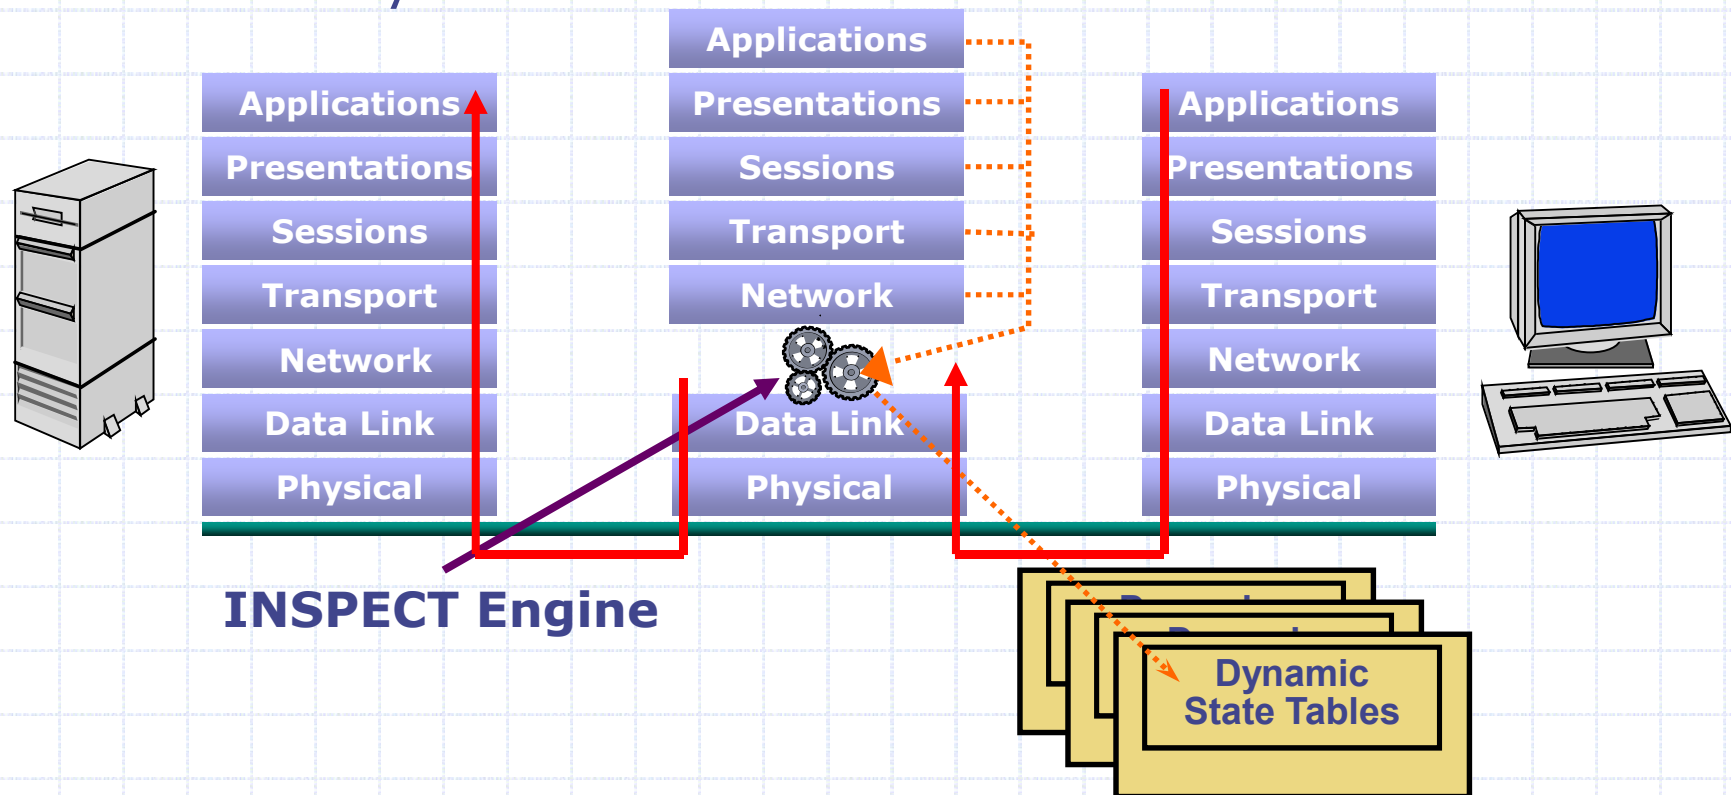 Applications
Presentations
Sessions
Transport
Network
Data Link
Physical
Applications
Presentations
Sessions
Transport
Network
Data Link
Physical
Applications
Presentations
Sessions
Transport
Network
Data Link
Physical
INSPECT Engine
Dynamic
State Tables